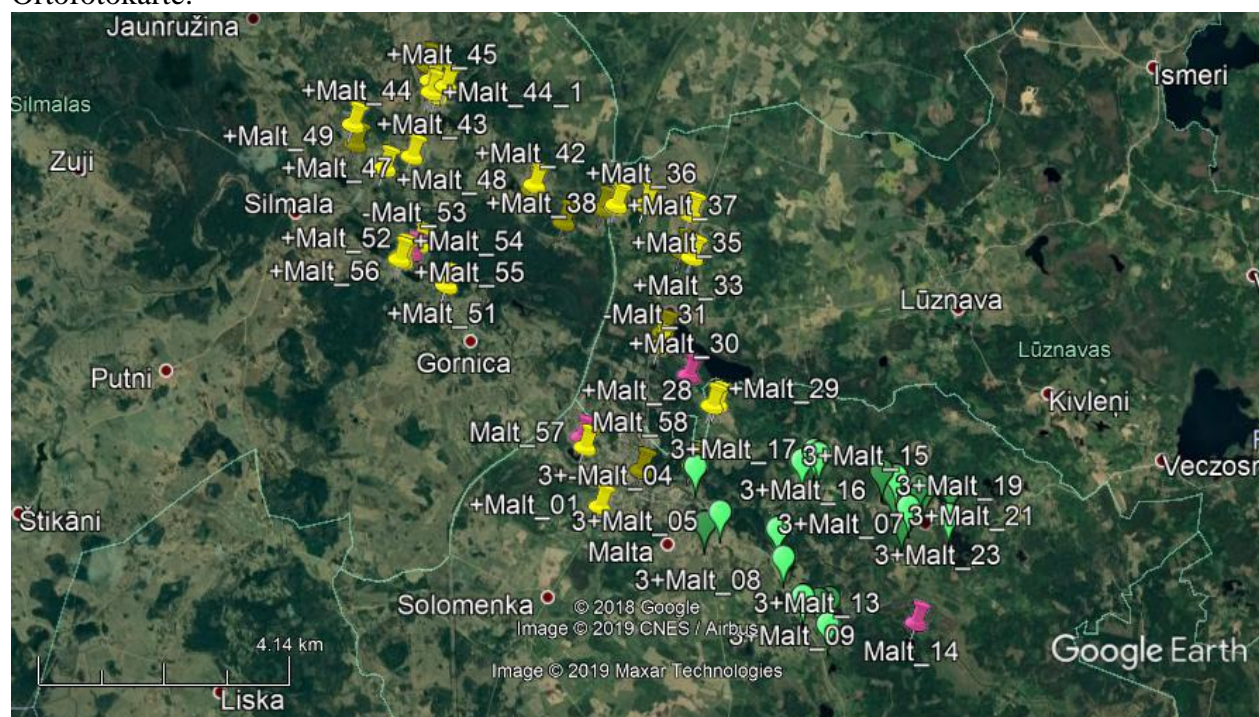 Ortofotokarte:
Jaunružina
+Malt_45
Ismeri
+Malt_44
+Malt_44_1
Silmalas
+Malt_43
+Malt_49
Zuji
+Malt_42
+Malt_47
+Malt_48
+Malt_36
Silmala
-Malt_53
+Malt_38
+Malt_37
+Malt_52
+Malt_54
+Malt_35
+Malt_56
+Malt_55
+Malt_33
Lūznava
+Malt_51
-Malt_31
+Malt_30
Lūznavas
Gornica
Putni
+Malt_28
+Malt_29
Kivleņi
Malt_57
Malt_58
3+Malt_17
3+Malt_15
Veczosn
3+-Malt_04
3+Malt_16
3+Malt_19
+Malt_01
3+Malt_05
3+Malt_07
3+Malt_21
Štikāni
Malta
3+Malt_23
3+Malt_08
Solomenka
© 2018 Google
3+Malt_13
Image © 2019 CNES / Airbus
3+Malt_09
Malt_14
4.14 km
Google Earth
Image © 2019 Maxar Technologies
Liska